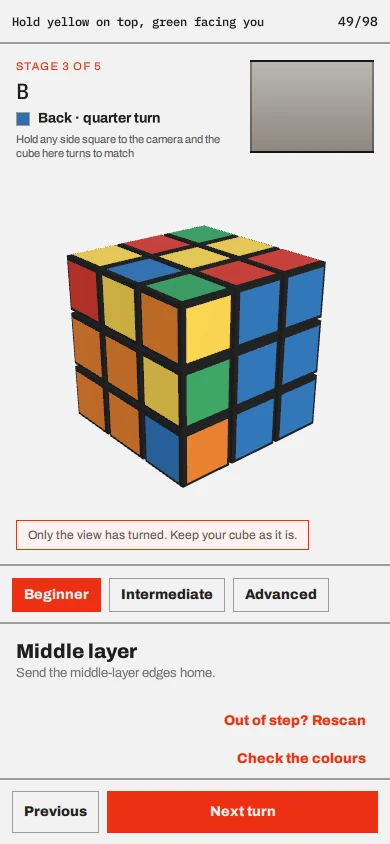 Hold yellow on top, green facing you
49/98
STAGE 3 OF 5
B
Back · quarter turn
Hold any side square to the camera and the
cube here turns to match
Only the view has turned. Keep your cube as it is.
Beginner
Intermediate
Advanced
Middle layer
Send the middle-layer edges home.
Out of step? Rescan
Check the colours
Previous
Next turn